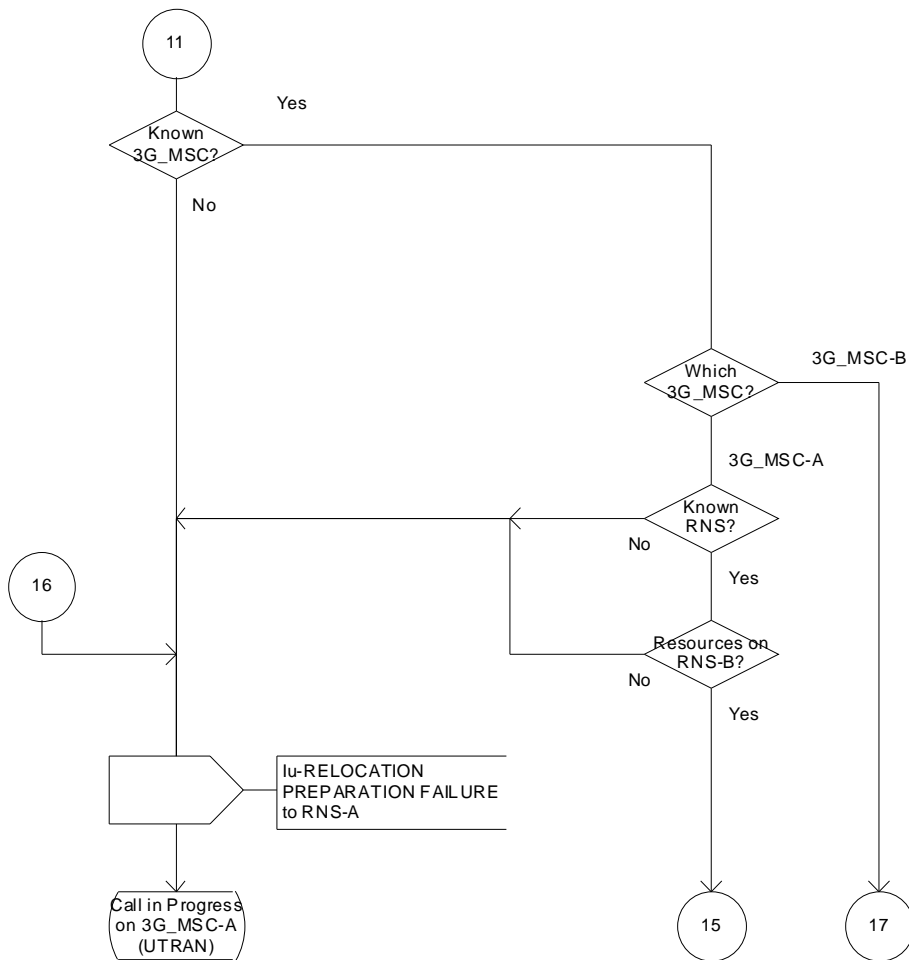 11
Yes
Known
3G_MSC?
No
3G_MSC-B
Which
3G_MSC?
3G_MSC-A
Known
RNS?
No
Yes
16
Resources on
RNS-B?
No
Yes
Iu-RELOCATION
PREPARATION FAILURE
to RNS-A
Call in Progress
on 3G_MSC-A
(UTRAN)
15
17